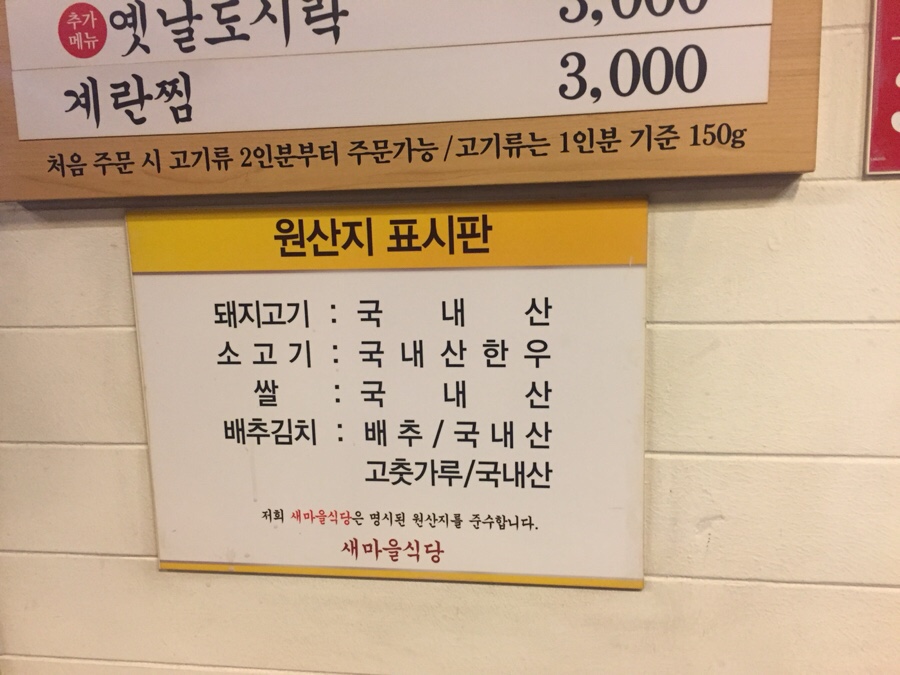 추가
메뉴
옛날도시락 3,000
계란찜 3,000
처음 주문 시 고기류 2인분부터 주문가능 / 고기류는 1인분 기준 150g
원산지 표시판
돼지고기 : 국 내 산
소 고 기 : 국 내 산 한 우
쌀 : 국 내 산
배추김치 : 배 추 / 국 내 산
고춧가루/국내산
저희 새마을식당은 명시된 원산지를 준수합니다.
새마을식당